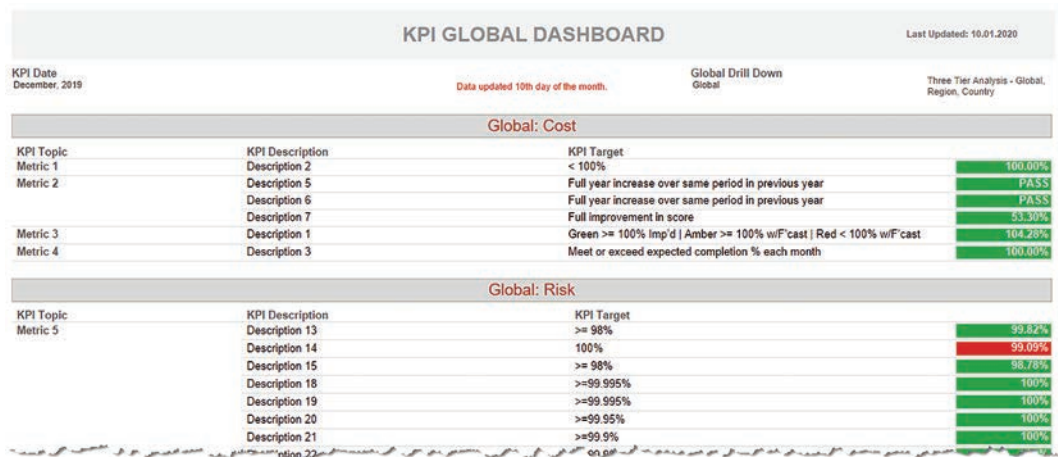 KPI GLOBAL DASHBOARD
Last Updated: 10.01.2020
KPI Date
December, 2019
Data updated 10th day of the month.
Global Drill Down
Global
Three Tier Analysis - Global,
Region, Country
Global: Cost
KPI Topic KPI Description KPI Target
Metric 1 Description 2 < 100% 100.00%
Metric 2 Description 5 Full year increase over same period in previous year PASS
Description 6 Full year increase over same period in previous year PASS
Description 7 Full improvement in score 53.30%
Metric 3 Description 1 Green >= 100% Imp'd | Amber >= 100% w/F'cast | Red < 100% w/F'cast 104.28%
Metric 4 Description 3 Meet or exceed expected completion % each month 100.00%
Global: Risk
KPI Topic KPI Description KPI Target
Metric 5 Description 13 >= 98% 99.82%
Description 14 100% 99.09%
Description 15 >= 98% 98.78%
Description 18 >=99.995% 100%
Description 19 >=99.995% 100%
Description 20 >=99.95% 100%
Description 21 >=99.9% 100%